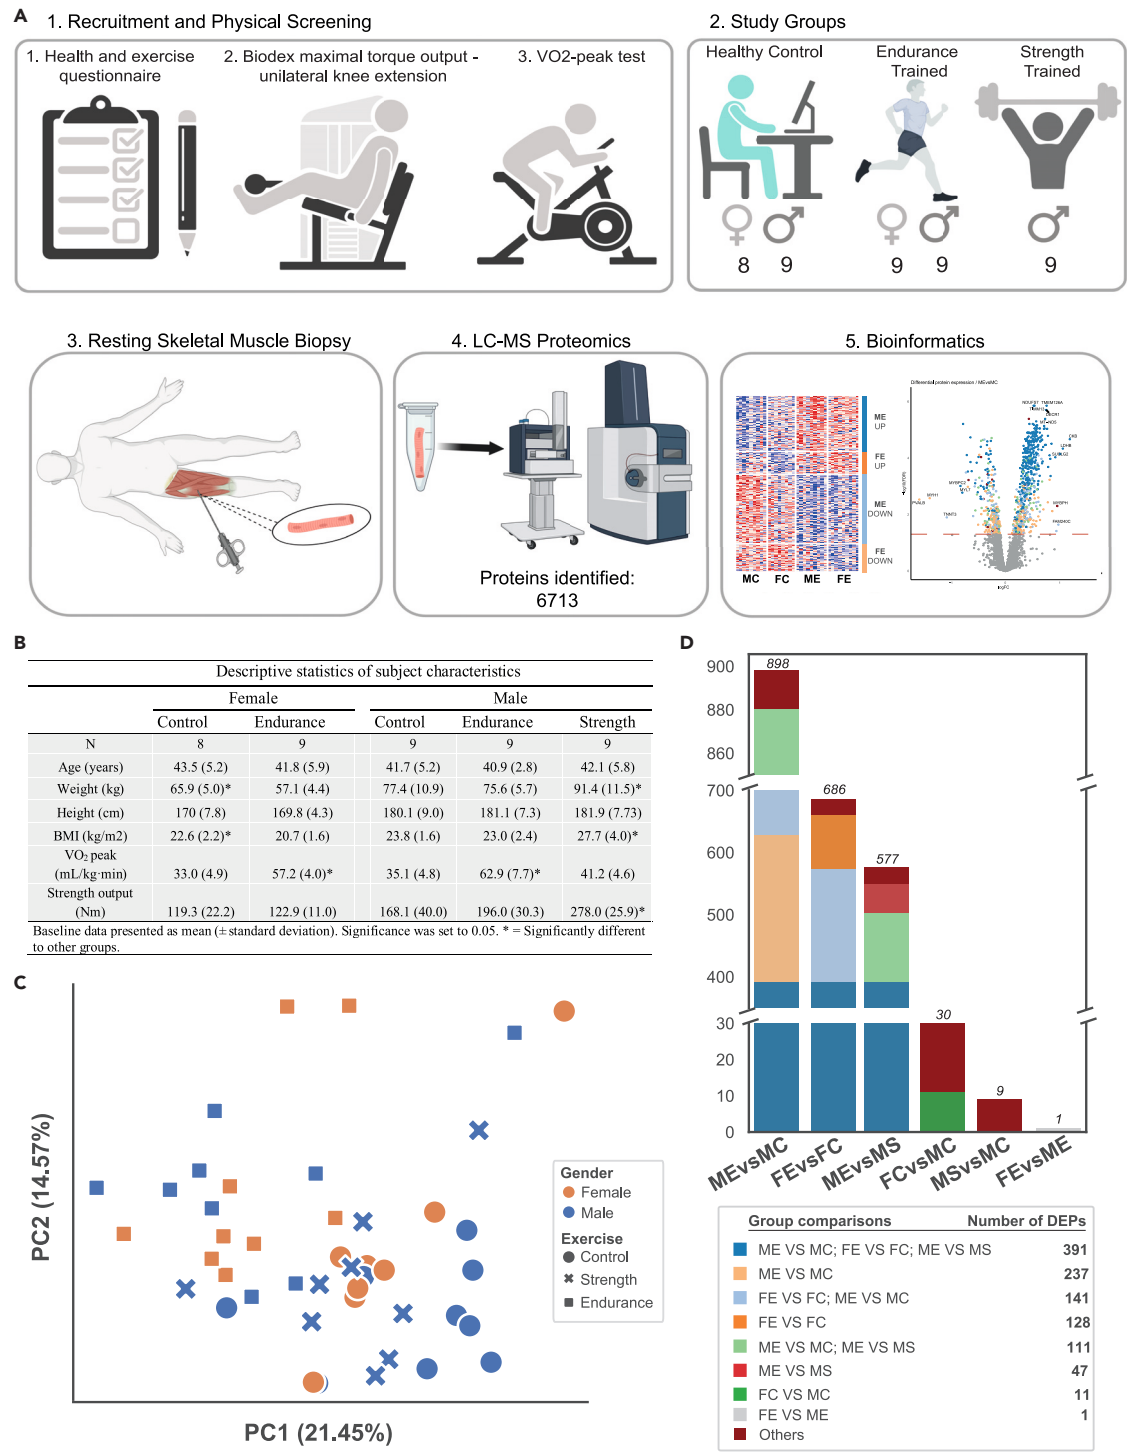 A
1. Recruitment and Physical Screening
1. Health and exercise
questionnaire
2. Biodex maximal torque output -
unilateral knee extension
3. VO2-peak test
2. Study Groups
Healthy Control
Endurance
Trained
Strength
Trained
8 9 9 9 9
3. Resting Skeletal Muscle Biopsy
4. LC-MS Proteomics
Proteins identified:
6713
5. Bioinformatics
ME
UP
FE
UP
ME
DOWN
FE
DOWN
MC FC ME FE
Differential protein expression / MEvsMC
logFC
B
Descriptive statistics of subject characteristics
Female Male
Control Endurance Control Endurance Strength
N 8 9 9 9 9
Age (years) 43.5 (5.2) 41.8 (5.9) 41.7 (5.2) 40.9 (2.8) 42.1 (5.8)
Weight (kg) 65.9 (5.0)* 57.1 (4.4) 77.4 (10.9) 75.6 (5.7) 91.4 (11.5)*
Height (cm) 170 (7.8) 169.8 (4.3) 180.1 (9.0) 181.1 (7.3) 181.9 (7.73)
BMI (kg/m2) 22.6 (2.2)* 20.7 (1.6) 23.8 (1.6) 23.0 (2.4) 27.7 (4.0)*
VO₂ peak
(mL/kg·min) 33.0 (4.9) 57.2 (4.0)* 35.1 (4.8) 62.9 (7.7)* 41.2 (4.6)
Strength output
(Nm) 119.3 (22.2) 122.9 (11.0) 168.1 (40.0) 196.0 (30.3) 278.0 (25.9)*
Baseline data presented as mean (± standard deviation). Significance was set to 0.05. * = Significantly different
to other groups.
C
PC2 (14.57%)
PC1 (21.45%)
Gender
Female
Male
Exercise
Control
Strength
Endurance
D
900
880
860
700
600
500
400
30
20
10
0
898
686
577
30
9
1
MEvsMC
FEvsFC
MEvsMS
FCvsMC
MSvsMC
FEvsME
Group comparisons Number of DEPs
ME VS MC; FE VS FC; ME VS MS 391
ME VS MC 237
FE VS FC; ME VS MC 141
FE VS FC 128
ME VS MC; ME VS MS 111
ME VS MS 47
FC VS MC 11
FE VS ME 1
Others